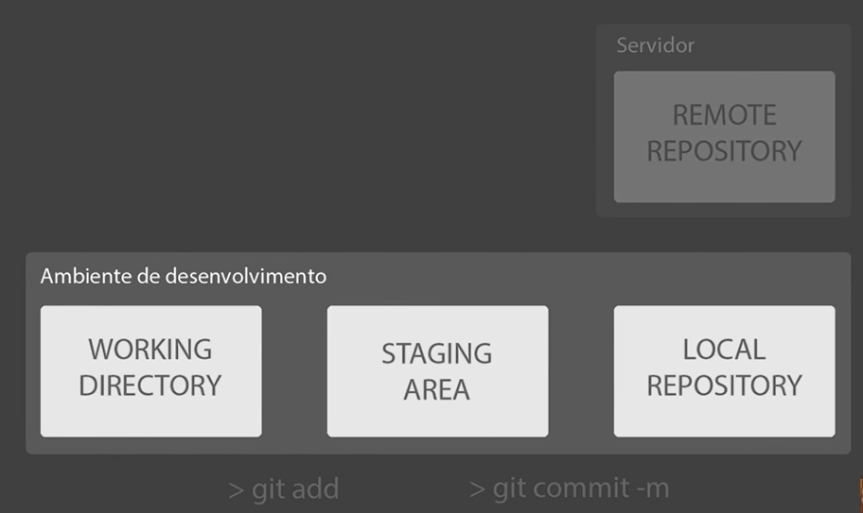 Servidor
REMOTE
REPOSITORY
Ambiente de desenvolvimento
WORKING
DIRECTORY
STAGING
AREA
LOCAL
REPOSITORY
> git add
> git commit -m